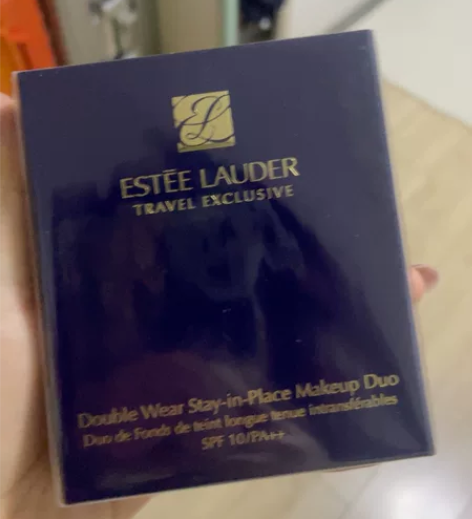 EL
ESTĒE LAUDER
TRAVEL EXCLUSIVE
Double Wear Stay-in-Place Makeup Duo
Duo de Fonds de teint longue tenue intransférables
SPF 10/PA++